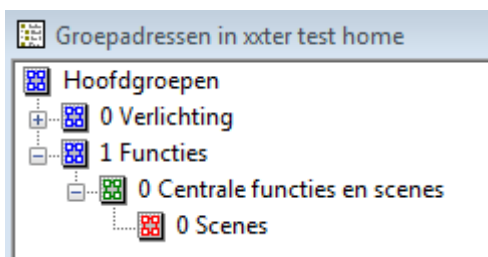 Groepadressen in xxter test home
Hoofdgroepen
0 Verlichting
1 Functies
0 Centrale functies en scenes
0 Scenes